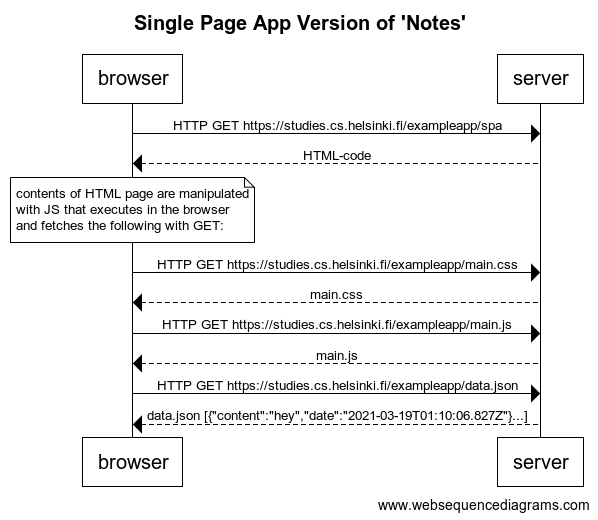 Single Page App Version of 'Notes'
browser
server
HTTP GET https://studies.cs.helsinki.fi/exampleapp/spa
HTML-code
contents of HTML page are manipulated
with JS that executes in the browser
and fetches the following with GET:
HTTP GET https://studies.cs.helsinki.fi/exampleapp/main.css
main.css
HTTP GET https://studies.cs.helsinki.fi/exampleapp/main.js
main.js
HTTP GET https://studies.cs.helsinki.fi/exampleapp/data.json
data.json [{"content":"hey","date":"2021-03-19T01:10:06.827Z"}...]
browser
server
www.websequencediagrams.com